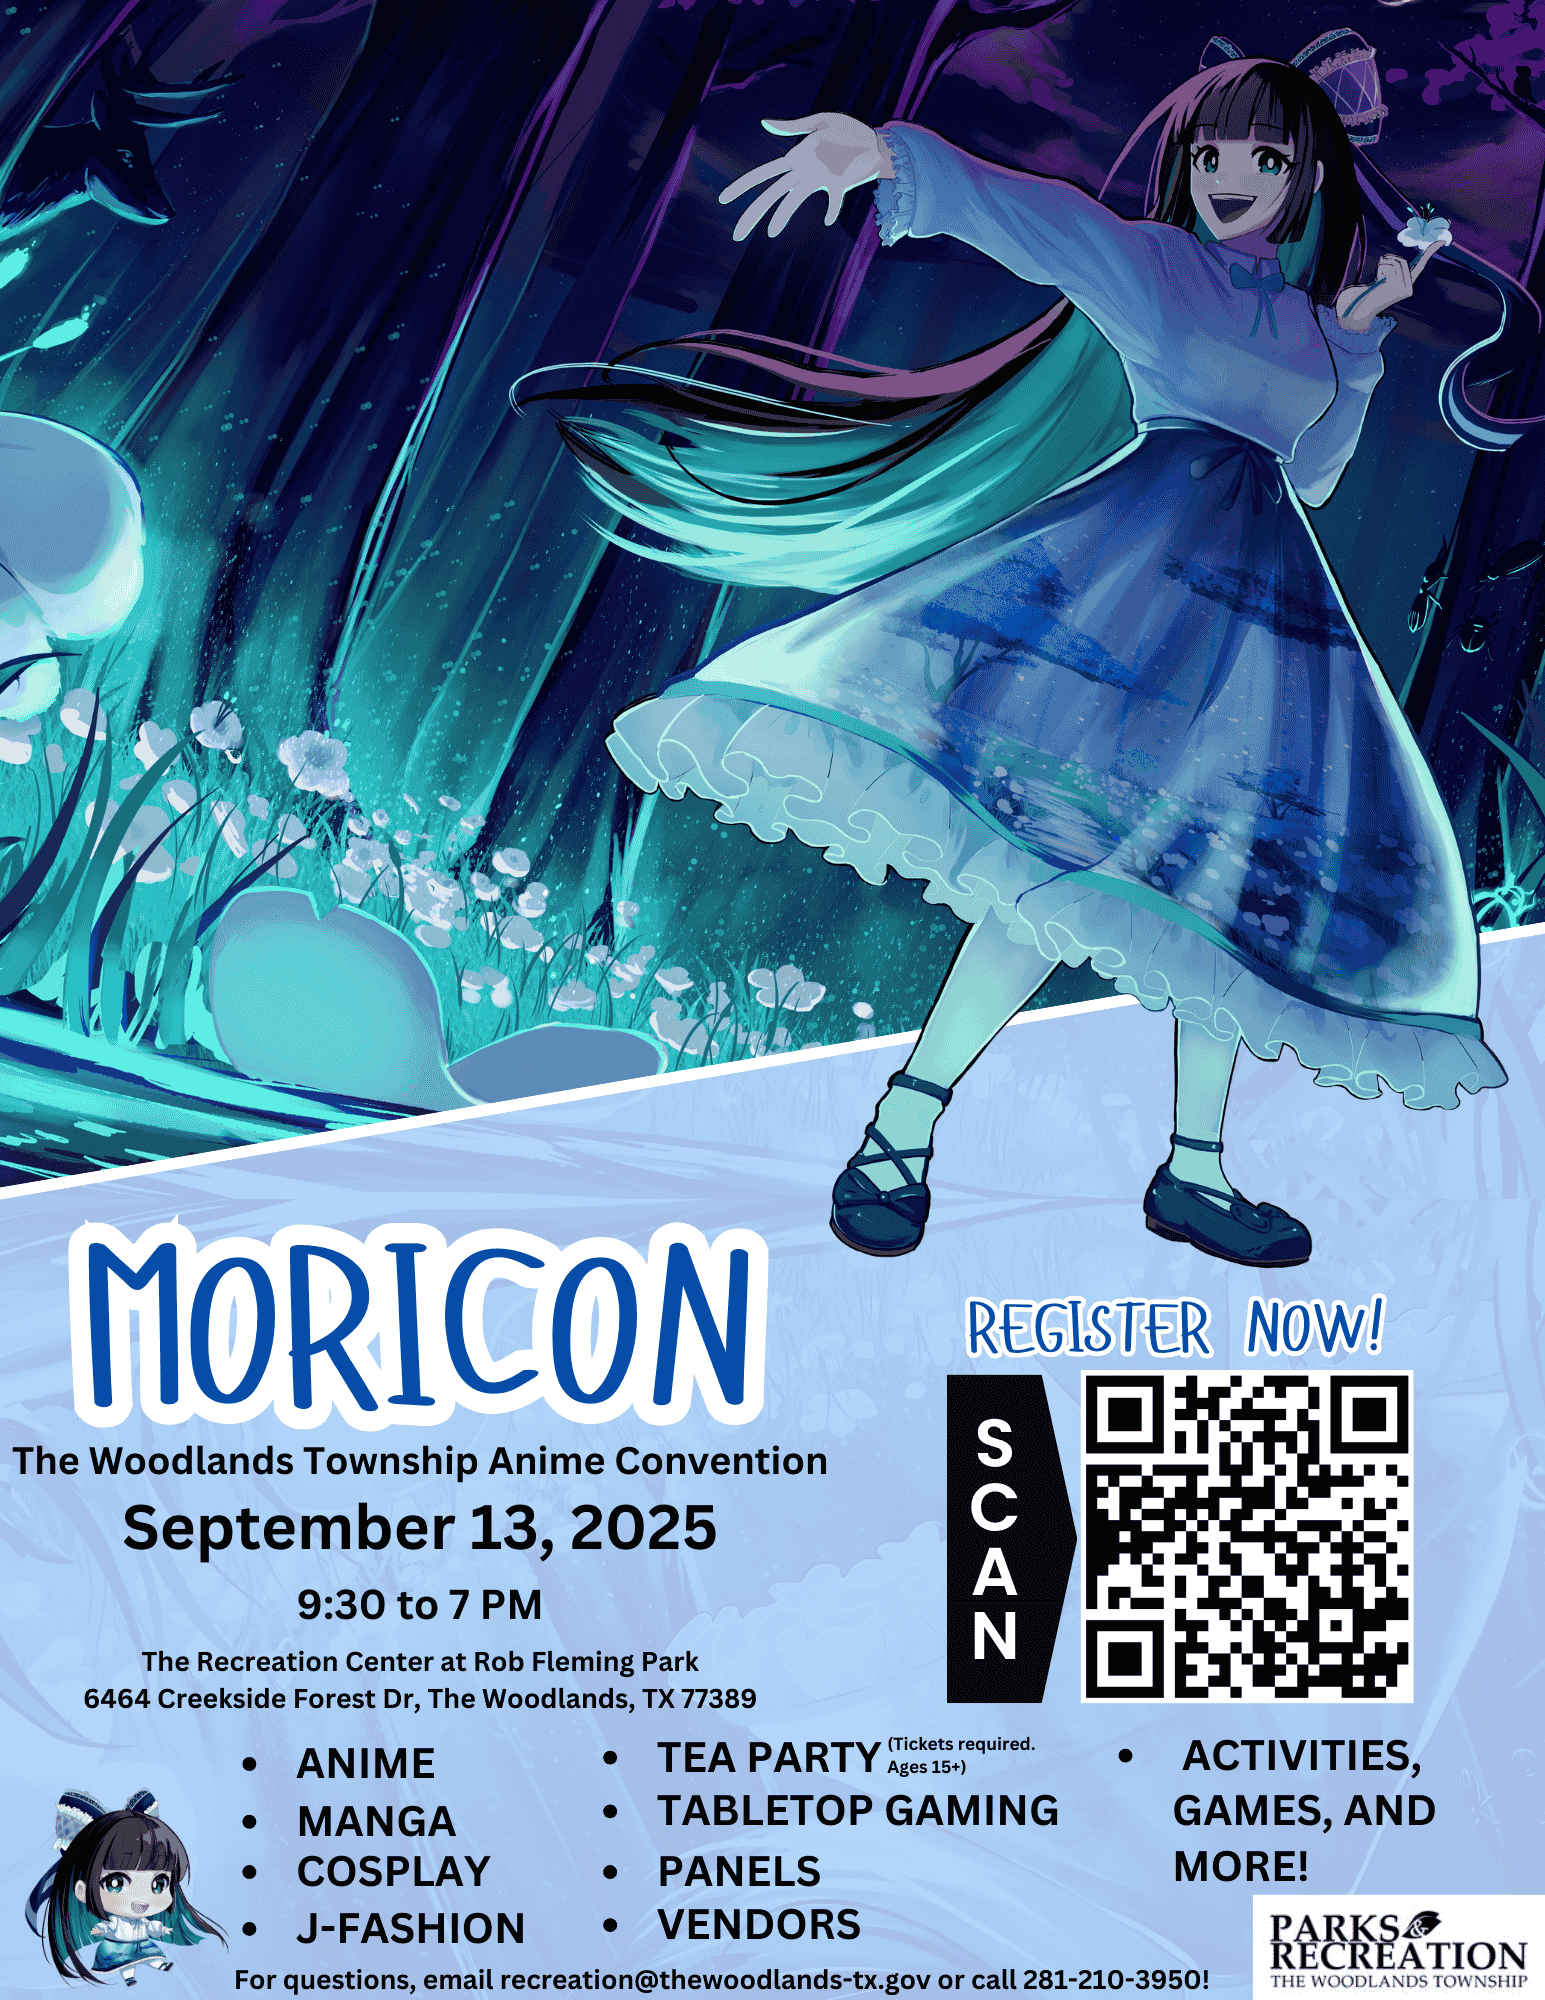 MORICON
The Woodlands Township Anime Convention
September 13, 2025
9:30 to 7 PM
The Recreation Center at Rob Fleming Park
6464 Creekside Forest Dr, The Woodlands, TX 77389
REGISTER NOW!
SCAN
• ANIME
• MANGA
• COSPLAY
• J-FASHION
• TEA PARTY (Tickets required.
Ages 15+)
• TABLETOP GAMING
• PANELS
• VENDORS
• ACTIVITIES,
GAMES, AND
MORE!
For questions, email recreation@thewoodlands-tx.gov or call 281-210-3950!
PARKS &
RECREATION
THE WOODLANDS TOWNSHIP